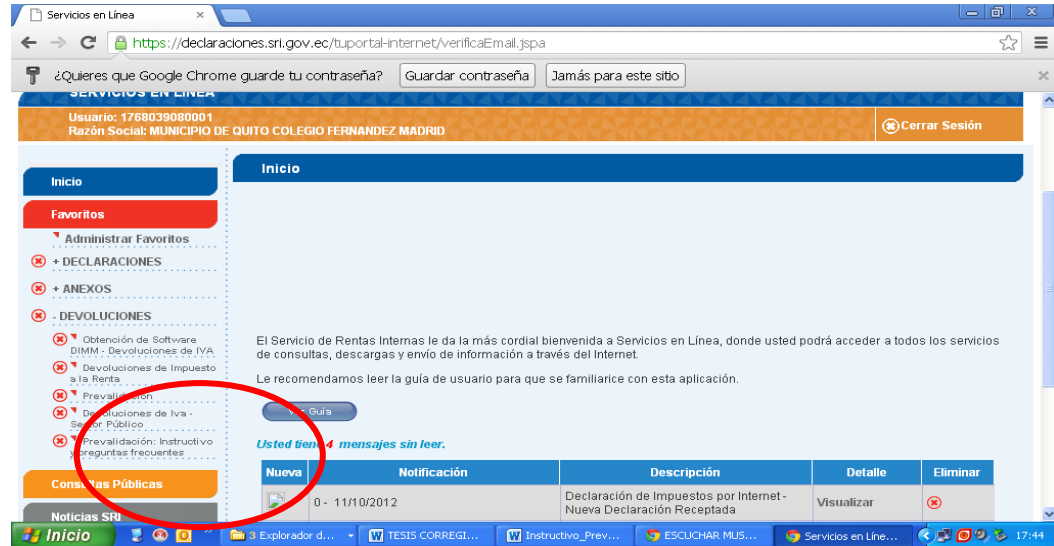 Servicios en Línea
https://declaraciones.sri.gov.ec/tuportal-internet/verificaEmail.jspa
¿Quieres que Google Chrome guarde tu contraseña? Guardar contraseña Jamás para este sitio
SERVICIOS EN LINEA
Usuario: 1768039080001
Razón Social: MUNICIPIO DE QUITO COLEGIO FERNANDEZ MADRID
Cerrar Sesión
Inicio
Favoritos
Administrar Favoritos
+ DECLARACIONES
+ ANEXOS
- DEVOLUCIONES
Obtención de Software
DIMM - Devoluciones de IVA
Devoluciones de Impuesto
a la Renta
Prevalidación
Devoluciones de Iva -
Sector Público
Prevalidación: Instructivo
y preguntas frecuentes
Consultas Públicas
Noticias SRI
Inicio
El Servicio de Rentas Internas le da la más cordial bienvenida a Servicios en Línea, donde usted podrá acceder a todos los servicios
de consultas, descargas y envío de información a través del Internet.
Le recomendamos leer la guía de usuario para que se familiarice con esta aplicación.
Ver Guía
Usted tiene 4 mensajes sin leer.
Nueva Notificación Descripción Detalle Eliminar
0 - 11/10/2012 Declaración de Impuestos por Internet - Visualizar
Nueva Declaración Receptada
Inicio 3 Explorador d... TESIS CORREGI... Instructivo_Prev... ESCUCHAR MUS... Servicios en Líne... 17:44